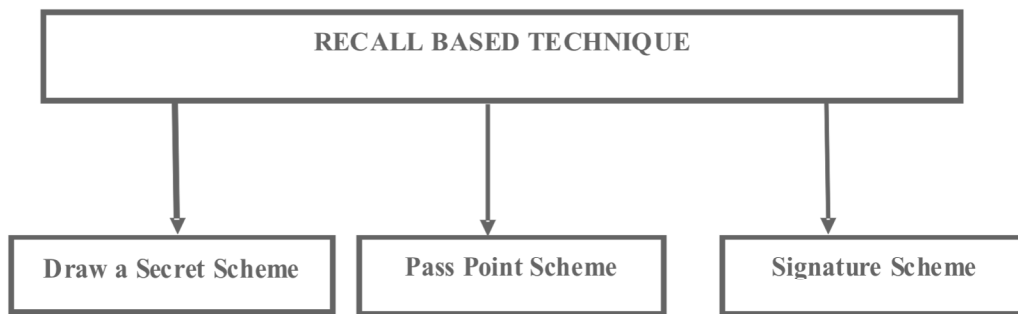 RECALL BASED TECHNIQUE
Draw a Secret Scheme
Pass Point Scheme
Signature Scheme